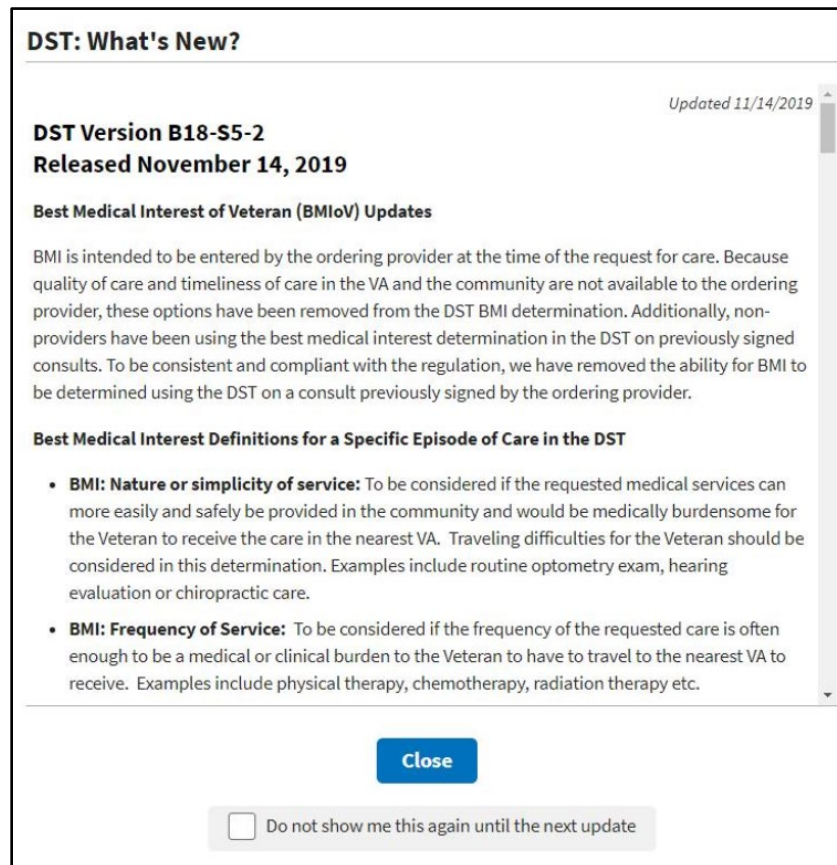 DST: What's New?
Updated 11/14/2019
DST Version B18-S5-2
Released November 14, 2019
Best Medical Interest of Veteran (BMIoV) Updates
BMI is intended to be entered by the ordering provider at the time of the request for care. Because
quality of care and timeliness of care in the VA and the community are not available to the ordering
provider, these options have been removed from the DST BMI determination. Additionally, non-
providers have been using the best medical interest determination in the DST on previously signed
consults. To be consistent and compliant with the regulation, we have removed the ability for BMI to
be determined using the DST on a consult previously signed by the ordering provider.
Best Medical Interest Definitions for a Specific Episode of Care in the DST
• BMI: Nature or simplicity of service: To be considered if the requested medical services can
more easily and safely be provided in the community and would be medically burdensome for
the Veteran to receive the care in the nearest VA. Traveling difficulties for the Veteran should be
considered in this determination. Examples include routine optometry exam, hearing
evaluation or chiropractic care.
• BMI: Frequency of Service: To be considered if the frequency of the requested care is often
enough to be a medical or clinical burden to the Veteran to have to travel to the nearest VA to
receive. Examples include physical therapy, chemotherapy, radiation therapy etc.
Close
Do not show me this again until the next update